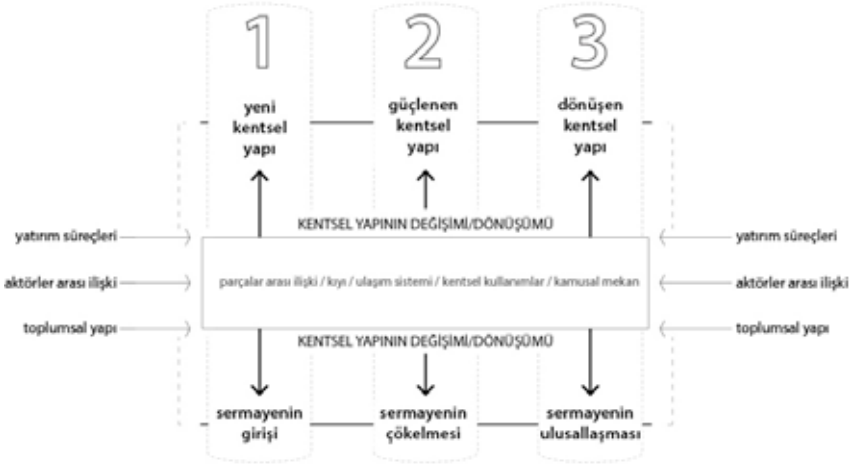 1
2
3
yeni
kentsel
yapı
güçlenen
kentsel
yapı
dönüşen
kentsel
yapı
KENTSEL YAPININ DEĞİŞİMİ/DÖNÜŞÜMÜ
yatırım süreçleri
aktörler arası ilişki
toplumsal yapı
parçalar arası ilişki / kıyı / ulaşım sistemi / kentsel kullanımlar / kamusal mekan
yatırım süreçleri
aktörler arası ilişki
toplumsal yapı
KENTSEL YAPININ DEĞİŞİMİ/DÖNÜŞÜMÜ
sermayenin
girişi
sermayenin
çökelmesi
sermayenin
ulusallaşması